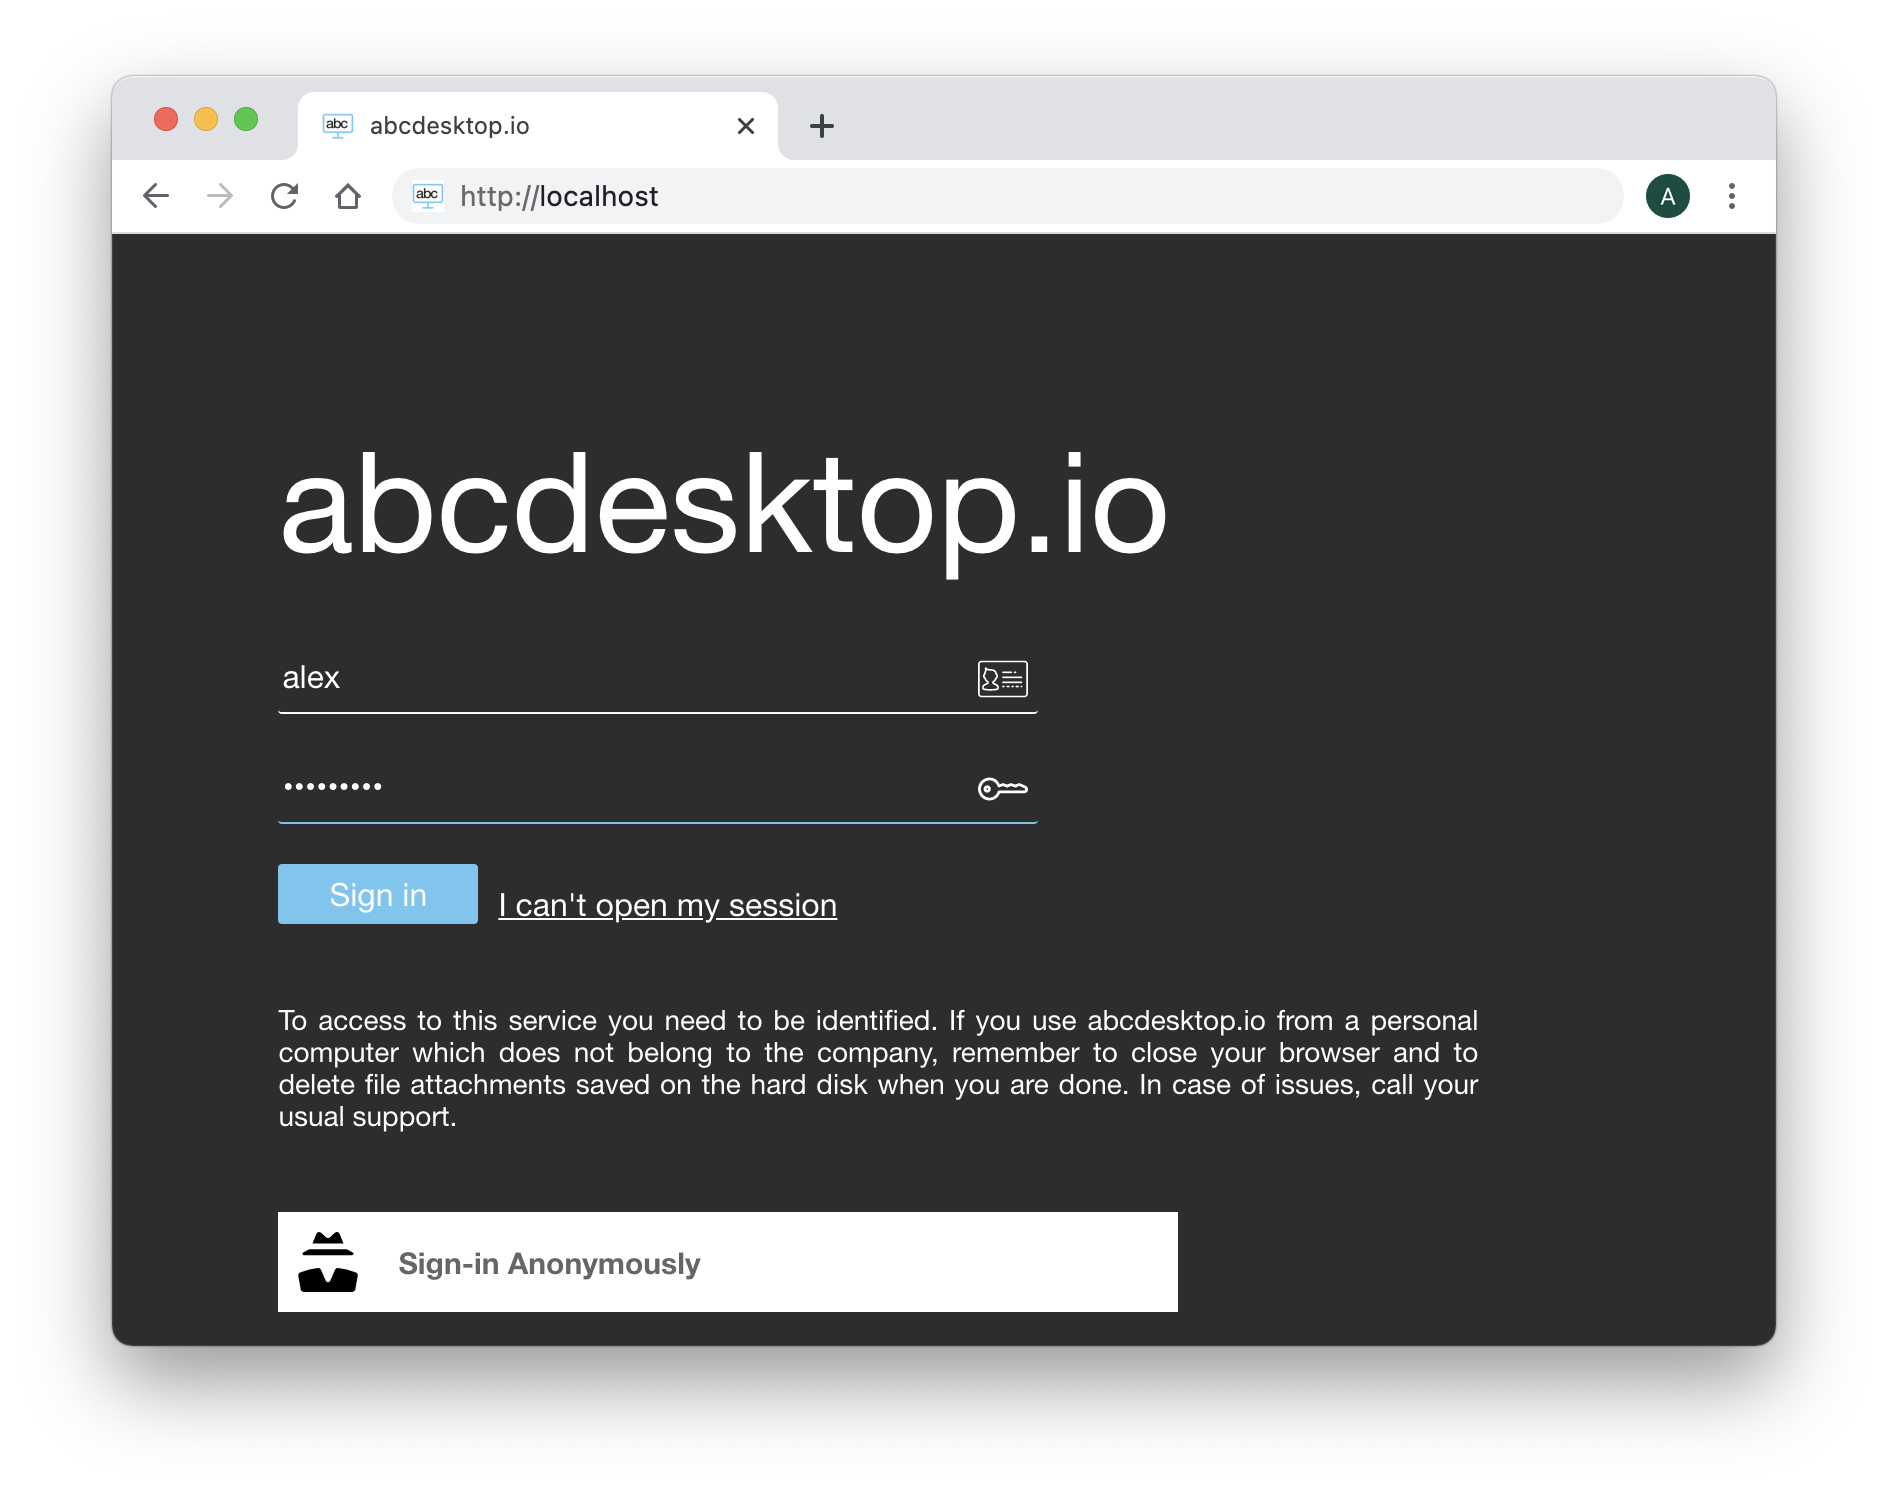 abc abcdesktop.io
abc http://localhost A
abcdesktop.io
alex
•••••••••
Sign in I can't open my session
To access to this service you need to be identified. If you use abcdesktop.io from a personal
computer which does not belong to the company, remember to close your browser and to
delete file attachments saved on the hard disk when you are done. In case of issues, call your
usual support.
Sign-in Anonymously